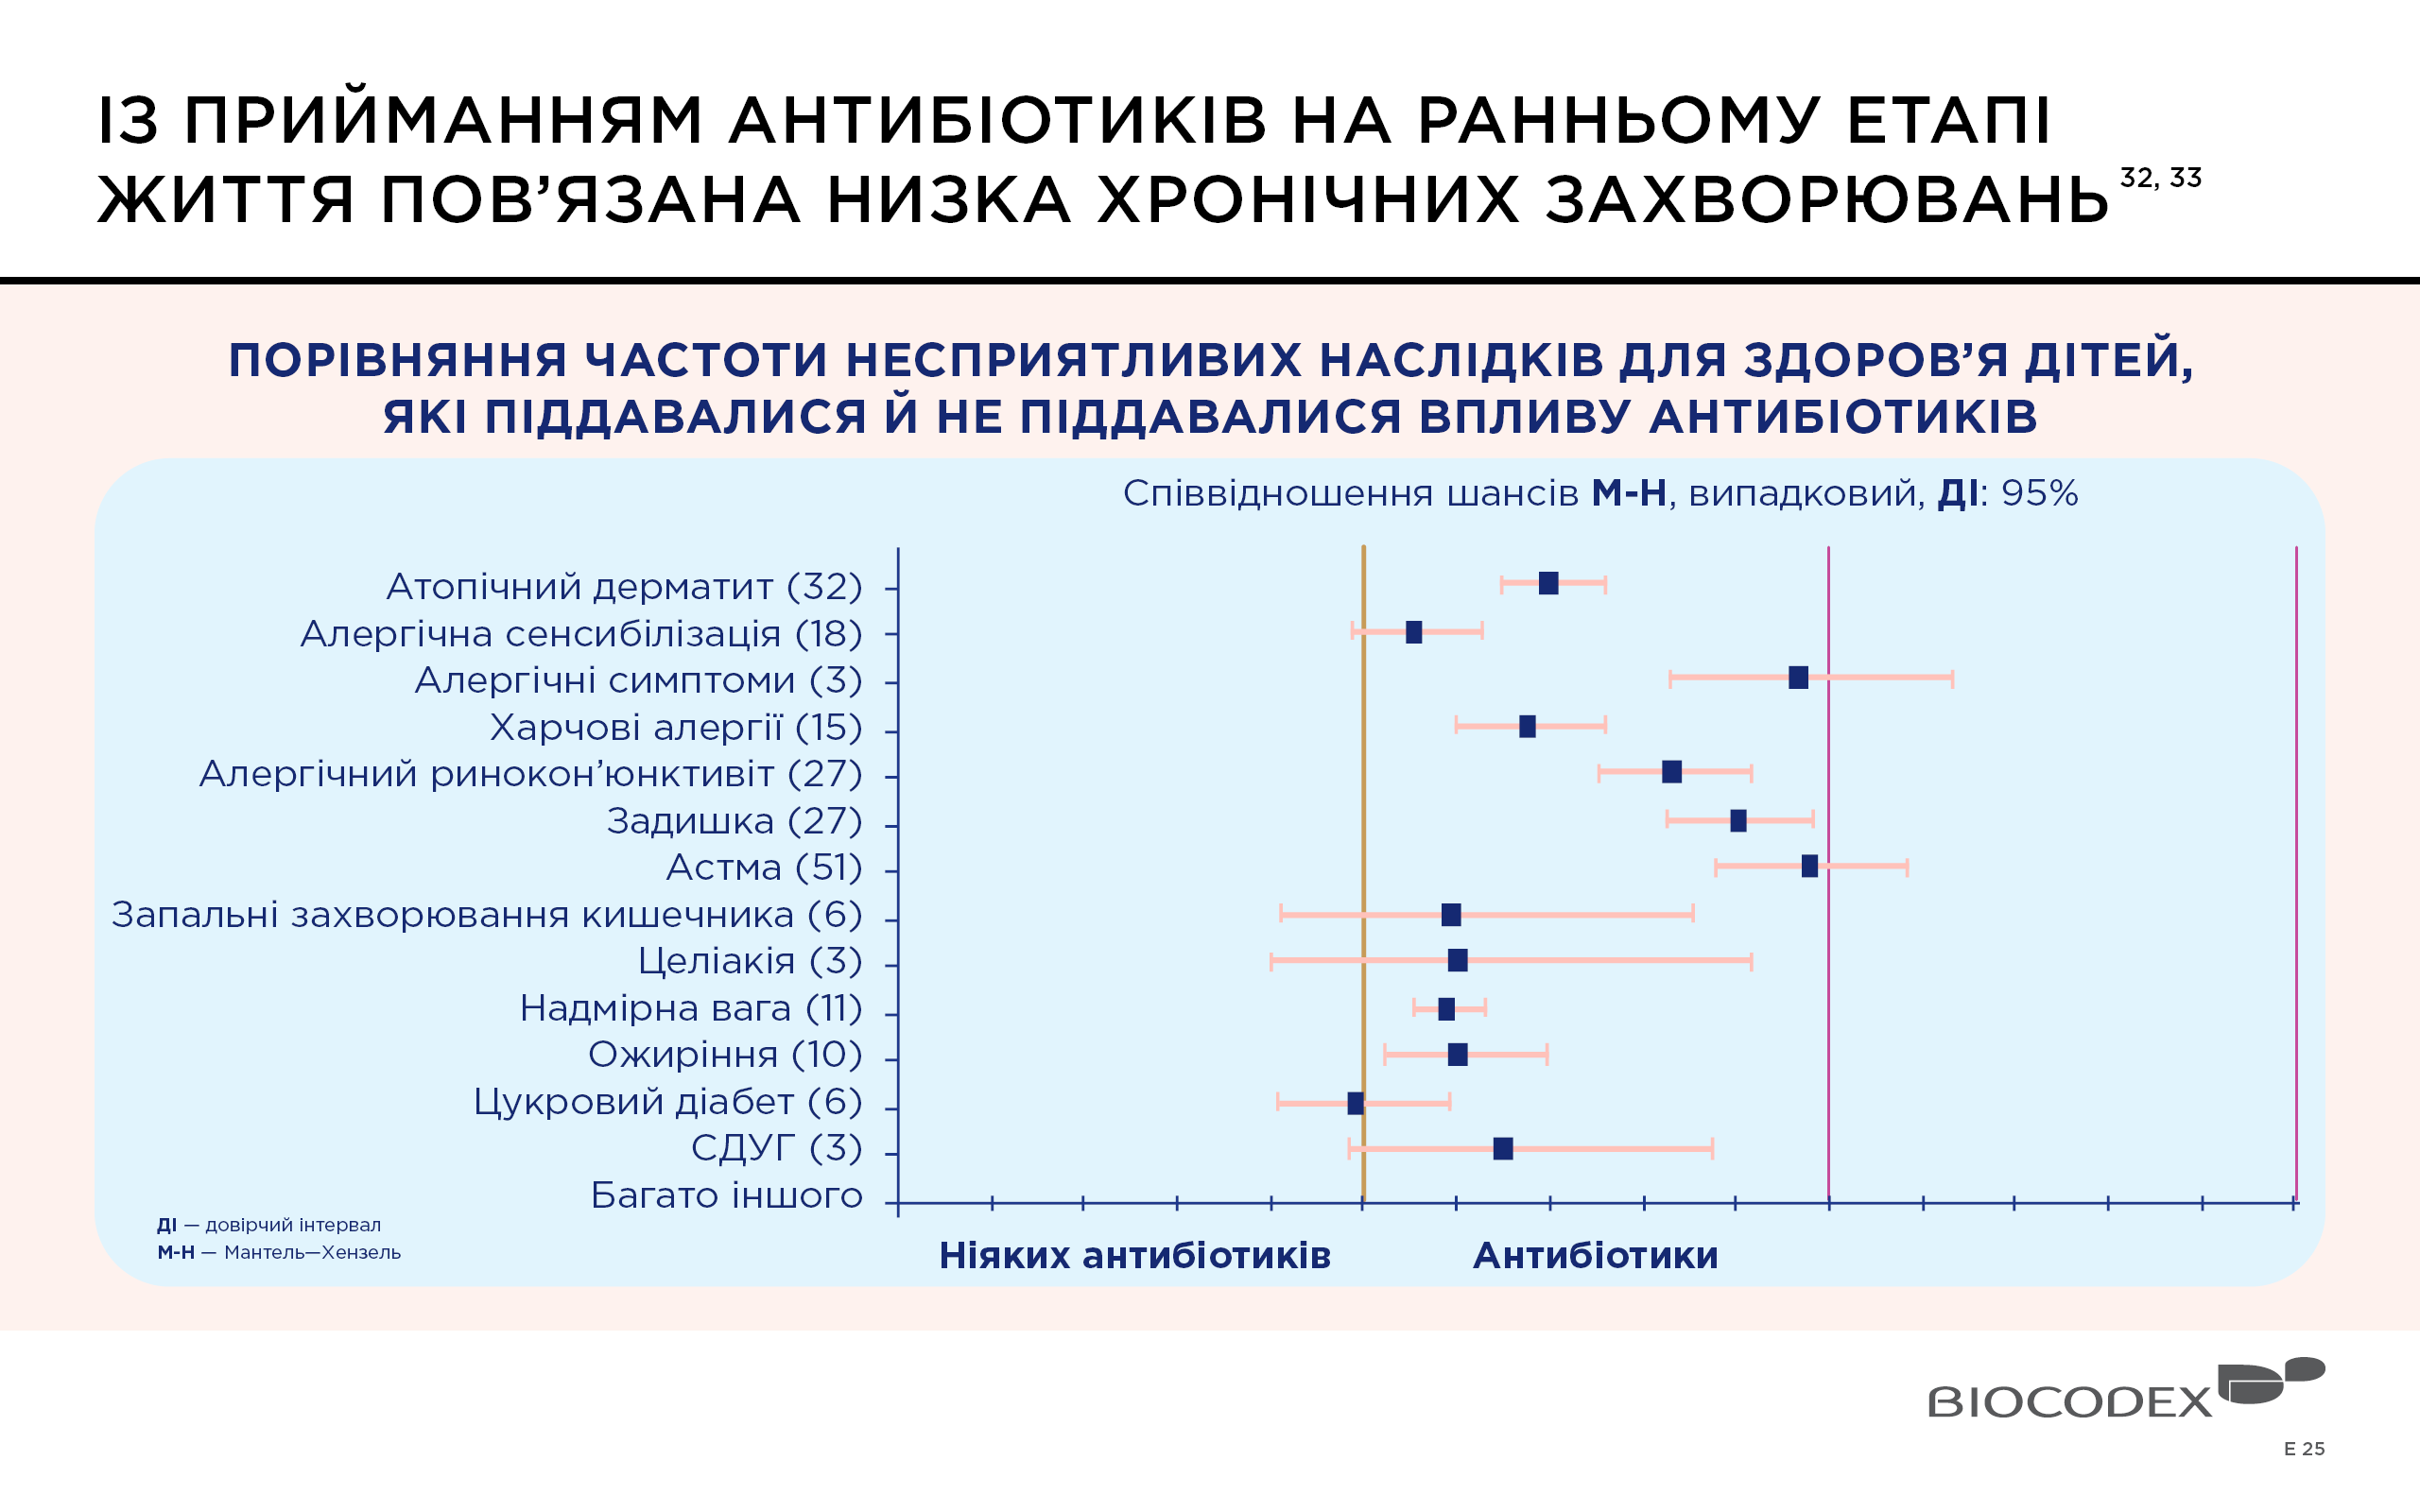 ІЗ ПРИЙМАННЯМ АНТИБІОТИКІВ НА РАННЬОМУ ЕТАПІ
ЖИТТЯ ПОВ’ЯЗАНА НИЗКА ХРОНІЧНИХ ЗАХВОРЮВАНЬ 32, 33
ПОРІВНЯННЯ ЧАСТОТИ НЕСПРИЯТЛИВИХ НАСЛІДКІВ ДЛЯ ЗДОРОВ’Я ДІТЕЙ,
ЯКІ ПІДДАВАЛИСЯ Й НЕ ПІДДАВАЛИСЯ ВПЛИВУ АНТИБІОТИКІВ
Співвідношення шансів М-Н, випадковий, ДІ: 95%
Атопічний дерматит (32)
Алергічна сенсибілізація (18)
Алергічні симптоми (3)
Харчові алергії (15)
Алергічний ринокон’юнктивіт (27)
Задишка (27)
Астма (51)
Запальні захворювання кишечника (6)
Целіакія (3)
Надмірна вага (11)
Ожиріння (10)
Цукровий діабет (6)
СДУГ (3)
Багато іншого
ДІ — довірчий інтервал
М-Н — Мантель—Хензель
Ніяких антибіотиків
Антибіотики
BIOCODEX
E 25